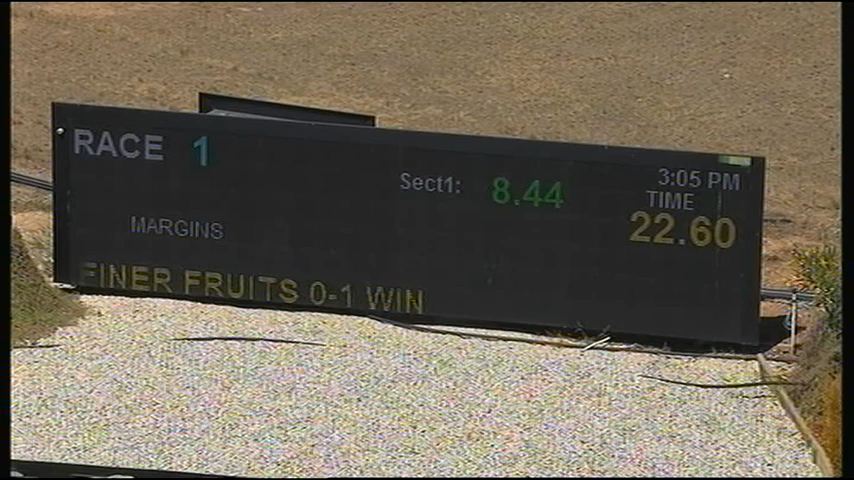 RACE 1
Sect1: 8.44
3:05 PM
TIME
22.60
MARGINS
FINER FRUITS 0-1 WIN